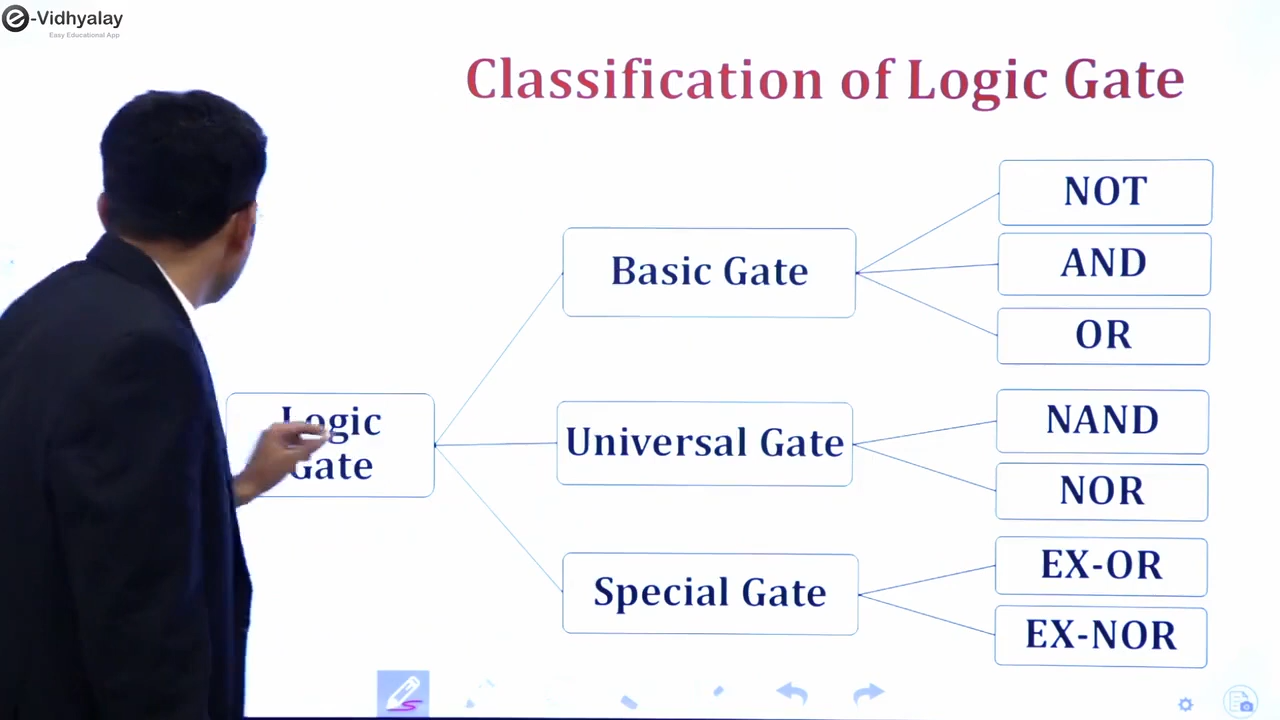 e-Vidhyalay
Easy Educational App
Classification of Logic Gate
NOT
AND
OR
Basic Gate
Logic
Gate
Universal Gate
NAND
NOR
Special Gate
EX-OR
EX-NOR